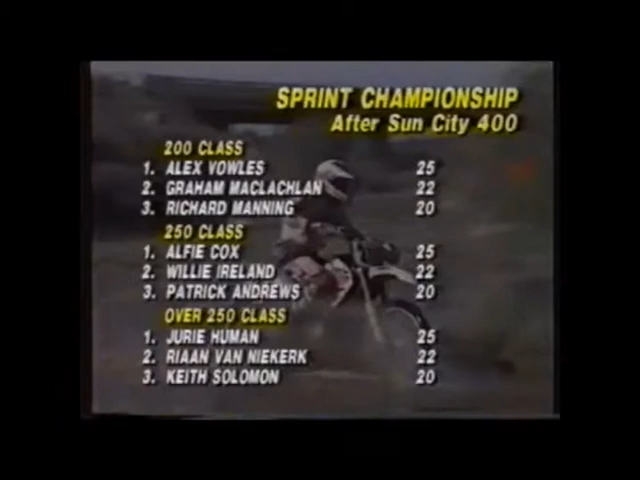 SPRINT CHAMPIONSHIP
After Sun City 400
200 CLASS
1. ALEX VOWLES 25
2. GRAHAM MACLACHLAN 22
3. RICHARD MANNING 20
250 CLASS
1. ALFIE COX 25
2. WILLIE IRELAND 22
3. PATRICK ANDREWS 20
OVER 250 CLASS
1. JURIE HUMAN 25
2. RIAAN VAN NIEKERK 22
3. KEITH SOLOMON 20